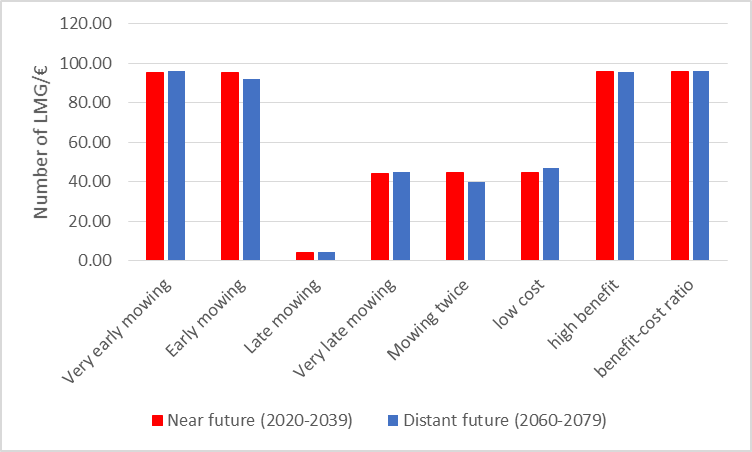 120.00
100.00
80.00
60.00
40.00
20.00
0.00
Number of LMG/€
Very early mowing
Early mowing
Late mowing
Very late mowing
Mowing twice
low cost
high benefit
benefit-cost ratio
Near future (2020-2039)
Distant future (2060-2079)